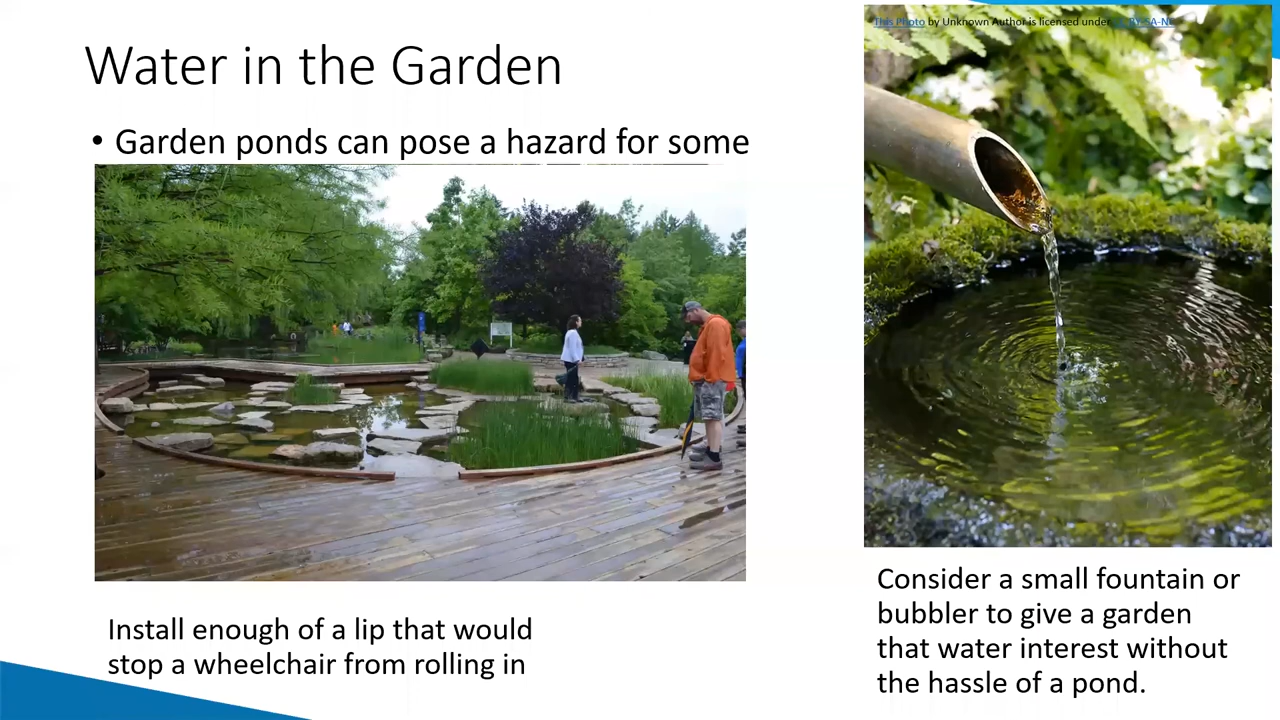 This Photo by Unknown Author is licensed under CC BY-SA-NC
Water in the Garden
• Garden ponds can pose a hazard for some
Install enough of a lip that would
stop a wheelchair from rolling in
Consider a small fountain or
bubbler to give a garden
that water interest without
the hassle of a pond.